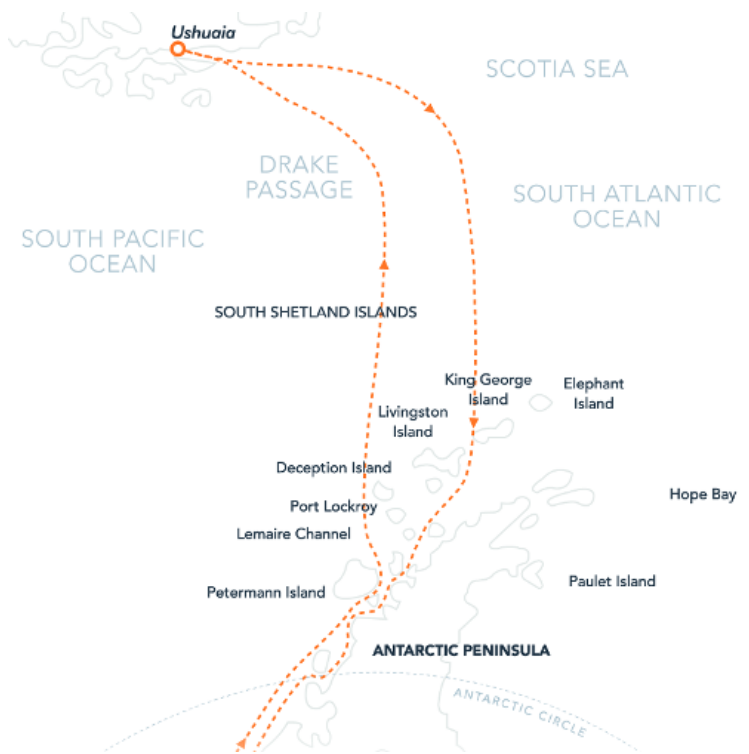 Ushuaia
SCOTIA SEA
DRAKE
PASSAGE
SOUTH ATLANTIC
OCEAN
SOUTH PACIFIC
OCEAN
SOUTH SHETLAND ISLANDS
King George
Island
Elephant
Island
Livingston
Island
Deception Island
Hope Bay
Port Lockroy
Lemaire Channel
Paulet Island
Petermann Island
ANTARCTIC PENINSULA
ANTARCTIC CIRCLE